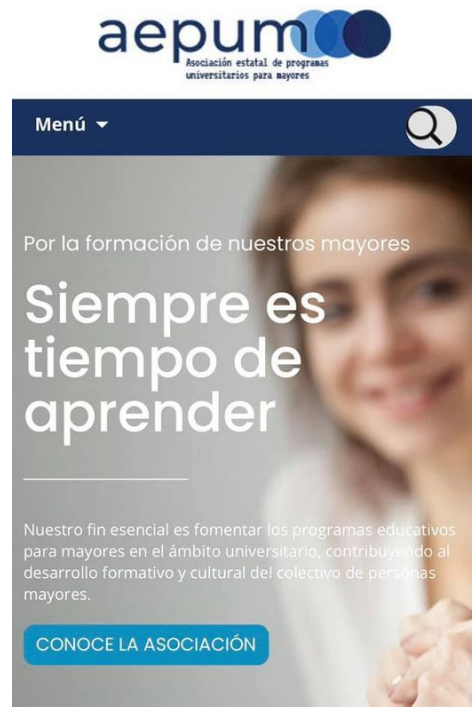 aepum
Asociación estatal de programas
universitarios para mayores
Menú
Por la formación de nuestros mayores
Siempre es
tiempo de
aprender
Nuestro fin esencial es fomentar los programas educativos
para mayores en el ámbito universitario, contribuyendo al
desarrollo formativo y cultural del colectivo de personas
mayores.
CONOCE LA ASOCIACIÓN